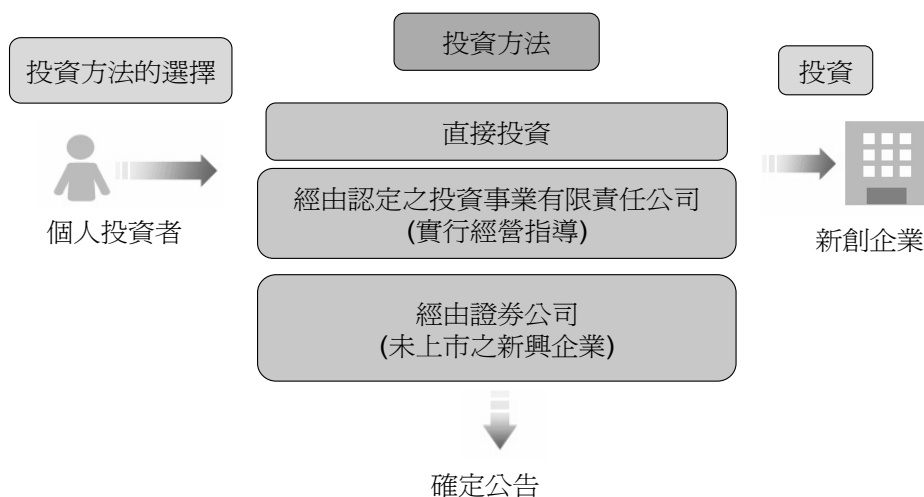 投資方法的選擇
投資方法
投資
個人投資者
直接投資
經由認定之投資事業有限責任公司
(實行經營指導)
經由證券公司
(未上市之新興企業)
新創企業
確定公告